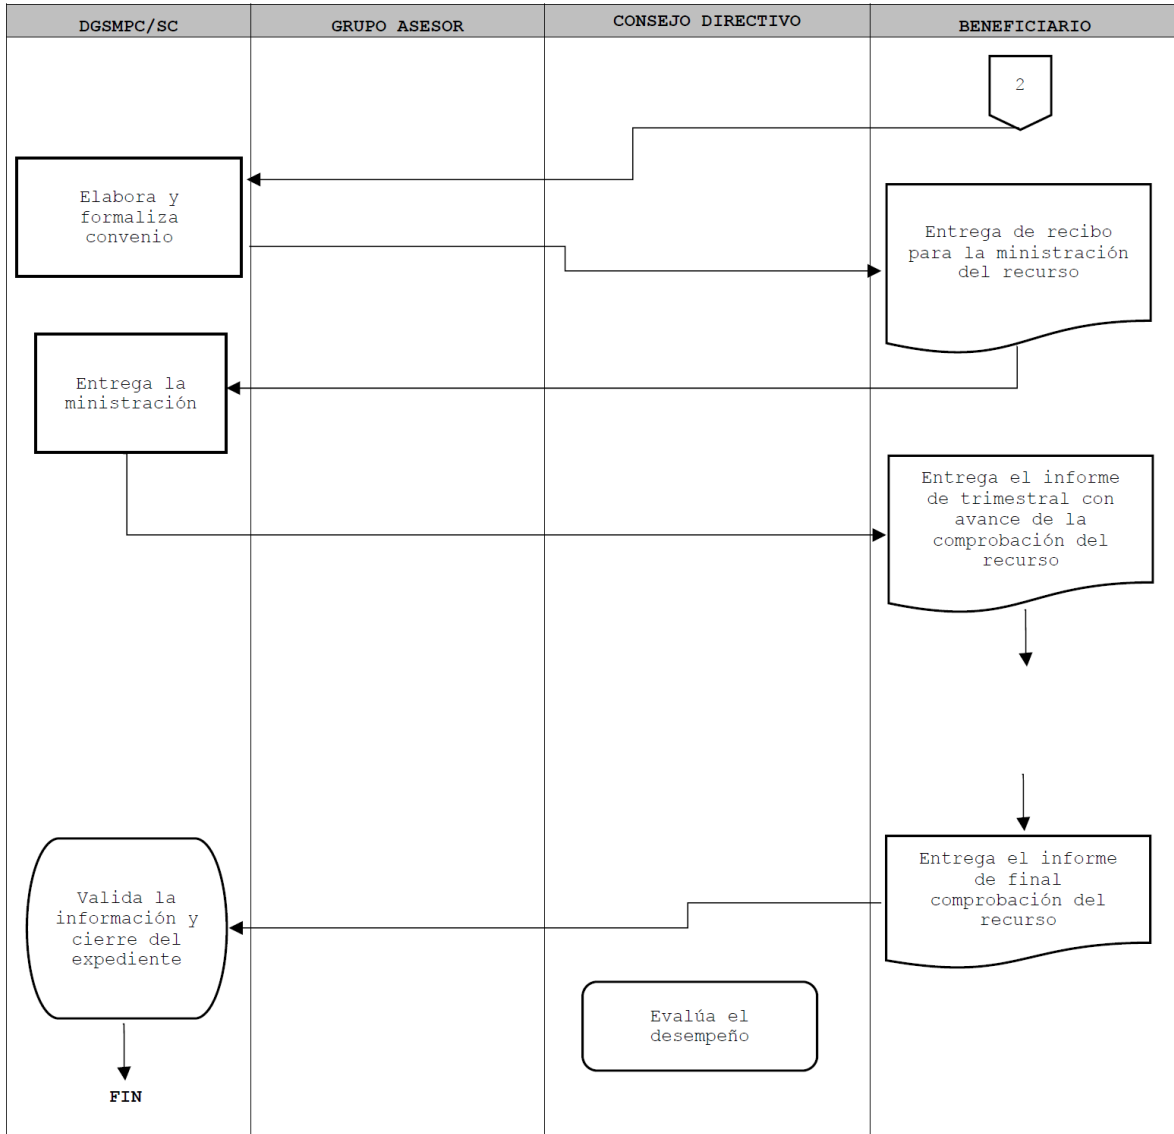 DGSMPC/SC
GRUPO ASESOR
CONSEJO DIRECTIVO
BENEFICIARIO
2
Elabora y
formaliza
convenio
Entrega de recibo
para la ministración
del recurso
Entrega la
ministración
Entrega el informe
de trimestral con
avance de la
comprobación del
recurso
Entrega el informe
de final
comprobación del
recurso
Valida la
información y
cierre del
expediente
Evalúa el
desempeño
FIN